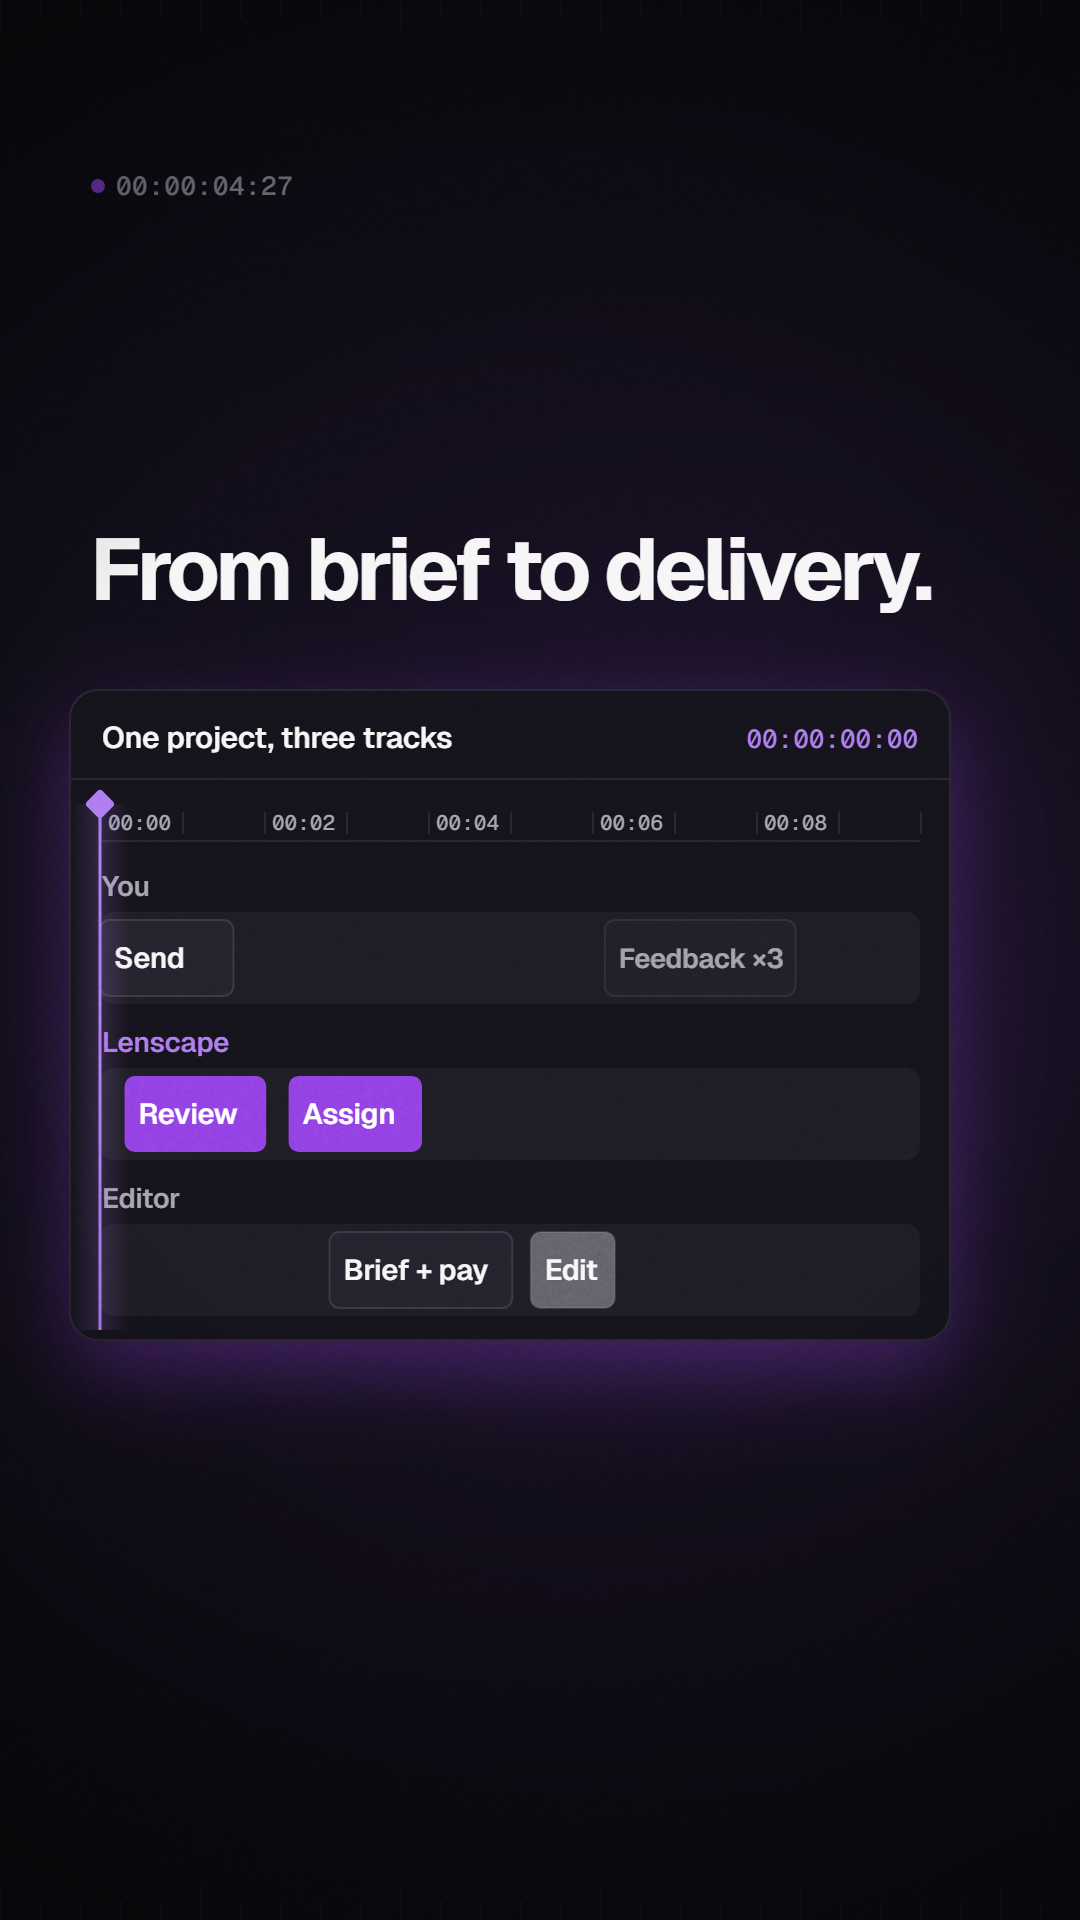 00:00:04:27
From brief to delivery.
One project, three tracks
00:00:00:00
00:00 00:02 00:04 00:06 00:08
You
Send Feedback ×3
Lenscape
Review Assign
Editor
Brief + pay Edit